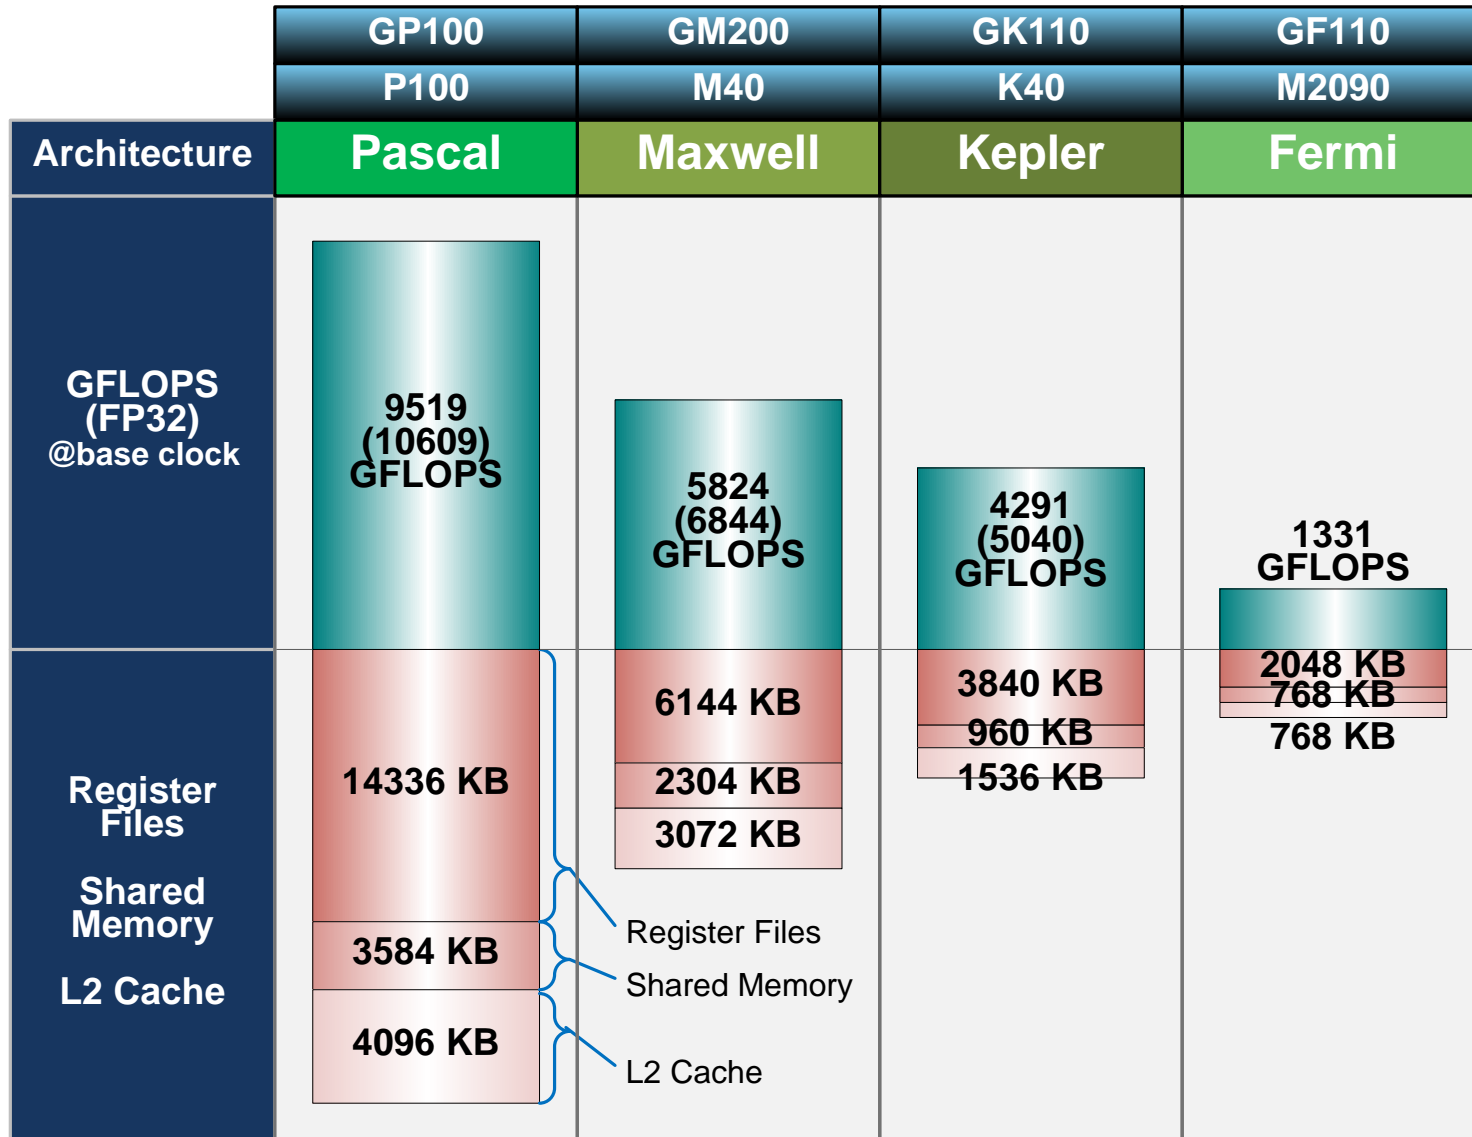 GP100
GM200
GK110
GF110
P100
M40
K40
M2090
Architecture
Pascal
Maxwell
Kepler
Fermi
GFLOPS
(FP32)
@base clock
9519
(10609)
GFLOPS
5824
(6844)
GFLOPS
4291
(5040)
GFLOPS
1331
GFLOPS
Register
Files
Shared
Memory
L2 Cache
14336 KB
3584 KB
4096 KB
6144 KB
2304 KB
3072 KB
3840 KB
960 KB
1536 KB
2048 KB
768 KB
768 KB
Register Files
Shared Memory
L2 Cache